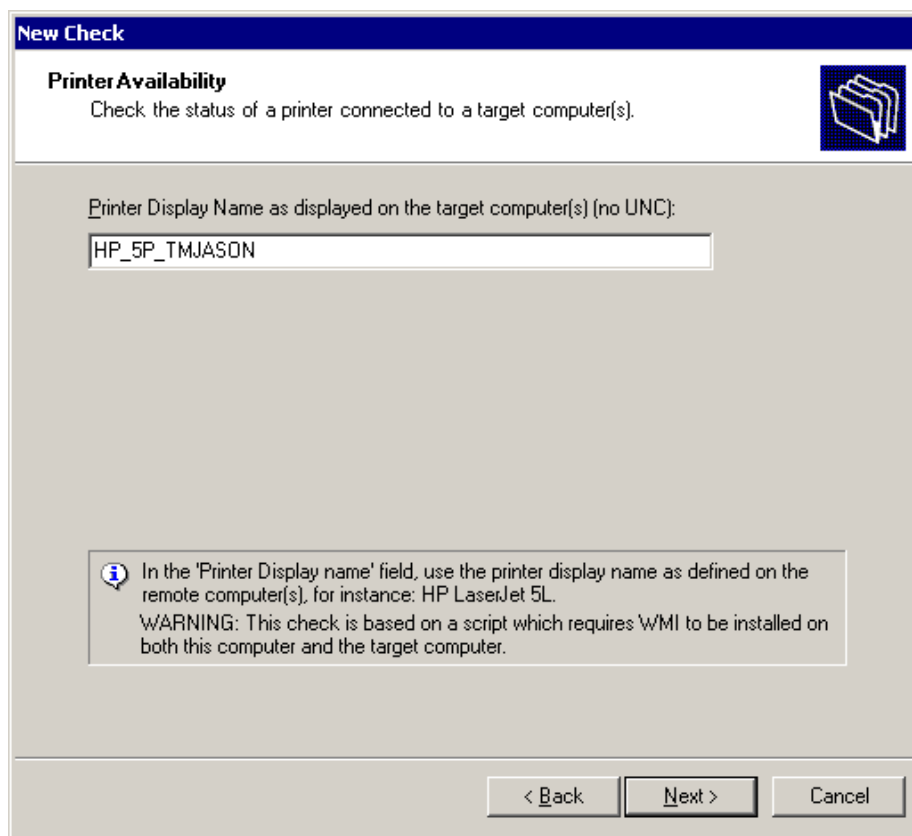 New Check
Printer Availability
Check the status of a printer connected to a target computer(s).
Printer Display Name as displayed on the target computer(s) (no UNC):
HP_5P_TMJASON
In the 'Printer Display name' field, use the printer display name as defined on the
remote computer(s), for instance: HP LaserJet 5L.
WARNING: This check is based on a script which requires WMI to be installed on
both this computer and the target computer.
< Back
Next >
Cancel